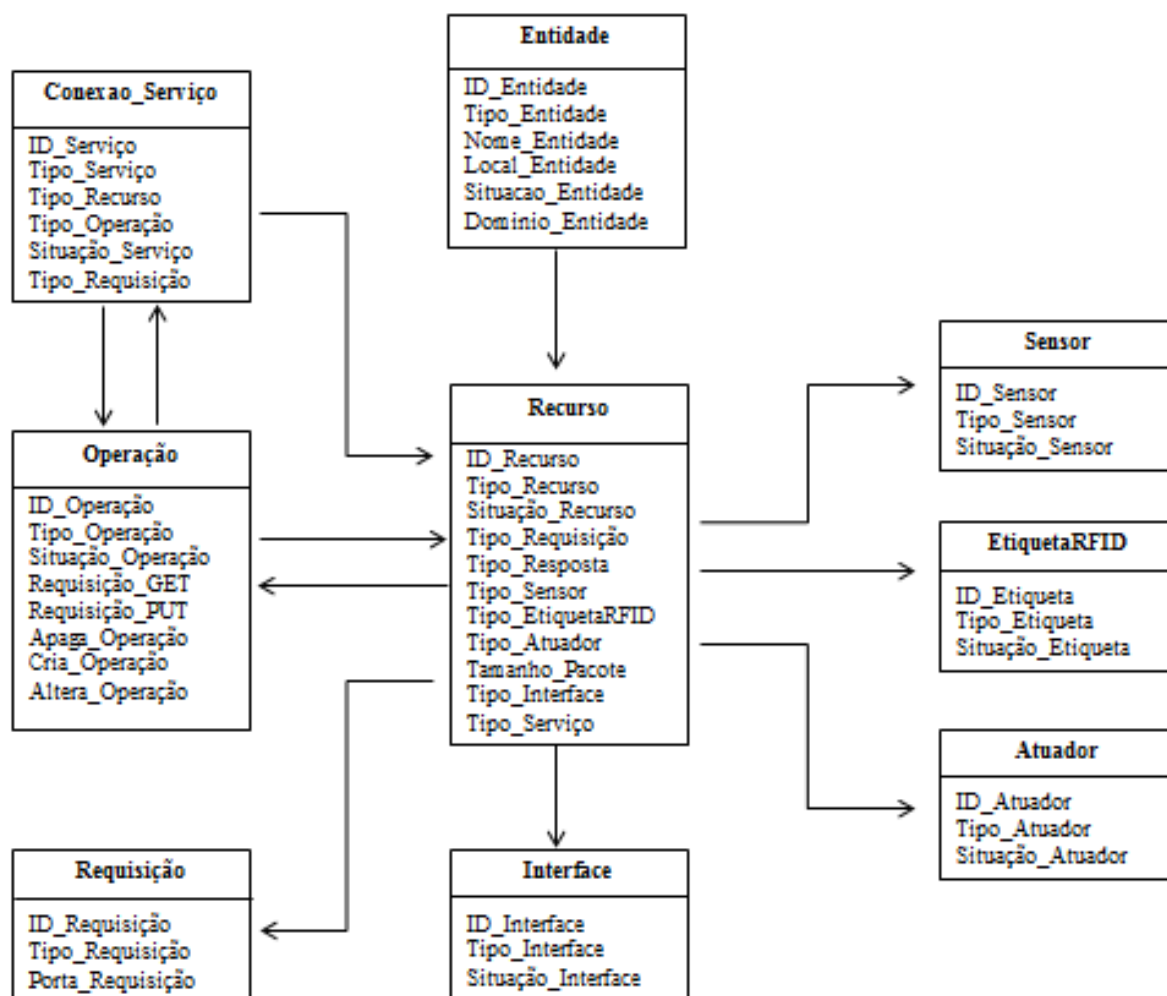 Entidade
ID_Entidade
Tipo_Entidade
Nome_Entidade
Local_Entidade
Situacao_Entidade
Dominio_Entidade
Conexao_Serviço
ID_Serviço
Tipo_Serviço
Tipo_Recurso
Tipo_Operação
Situação_Serviço
Tipo_Requisição
Sensor
ID_Sensor
Tipo_Sensor
Situação_Sensor
Recurso
ID_Recurso
Tipo_Recurso
Situação_Recurso
Tipo_Requisição
Tipo_Resposta
Tipo_Sensor
Tipo_EtiquetaRFID
Tipo_Atuador
Tamanho_Pacote
Tipo_Interface
Tipo_Serviço
Operação
ID_Operação
Tipo_Operação
Situação_Operação
Requisição_GET
Requisição_PUT
Apaga_Operação
Cria_Operação
Altera_Operação
EtiquetaRFID
ID_Etiqueta
Tipo_Etiqueta
Situação_Etiqueta
Atuador
ID_Atuador
Tipo_Atuador
Situação_Atuador
Requisição
ID_Requisição
Tipo_Requisição
Porta_Requisição
Interface
ID_Interface
Tipo_Interface
Situação_Interface